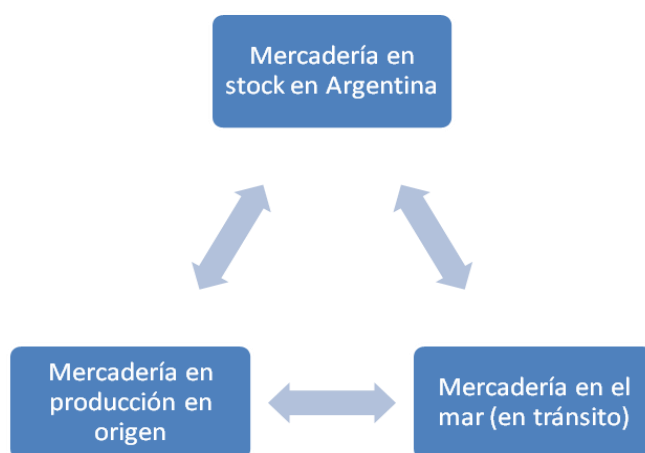 Mercadería en
stock en Argentina
Mercadería en
producción en
origen
Mercadería en el
mar (en tránsito)